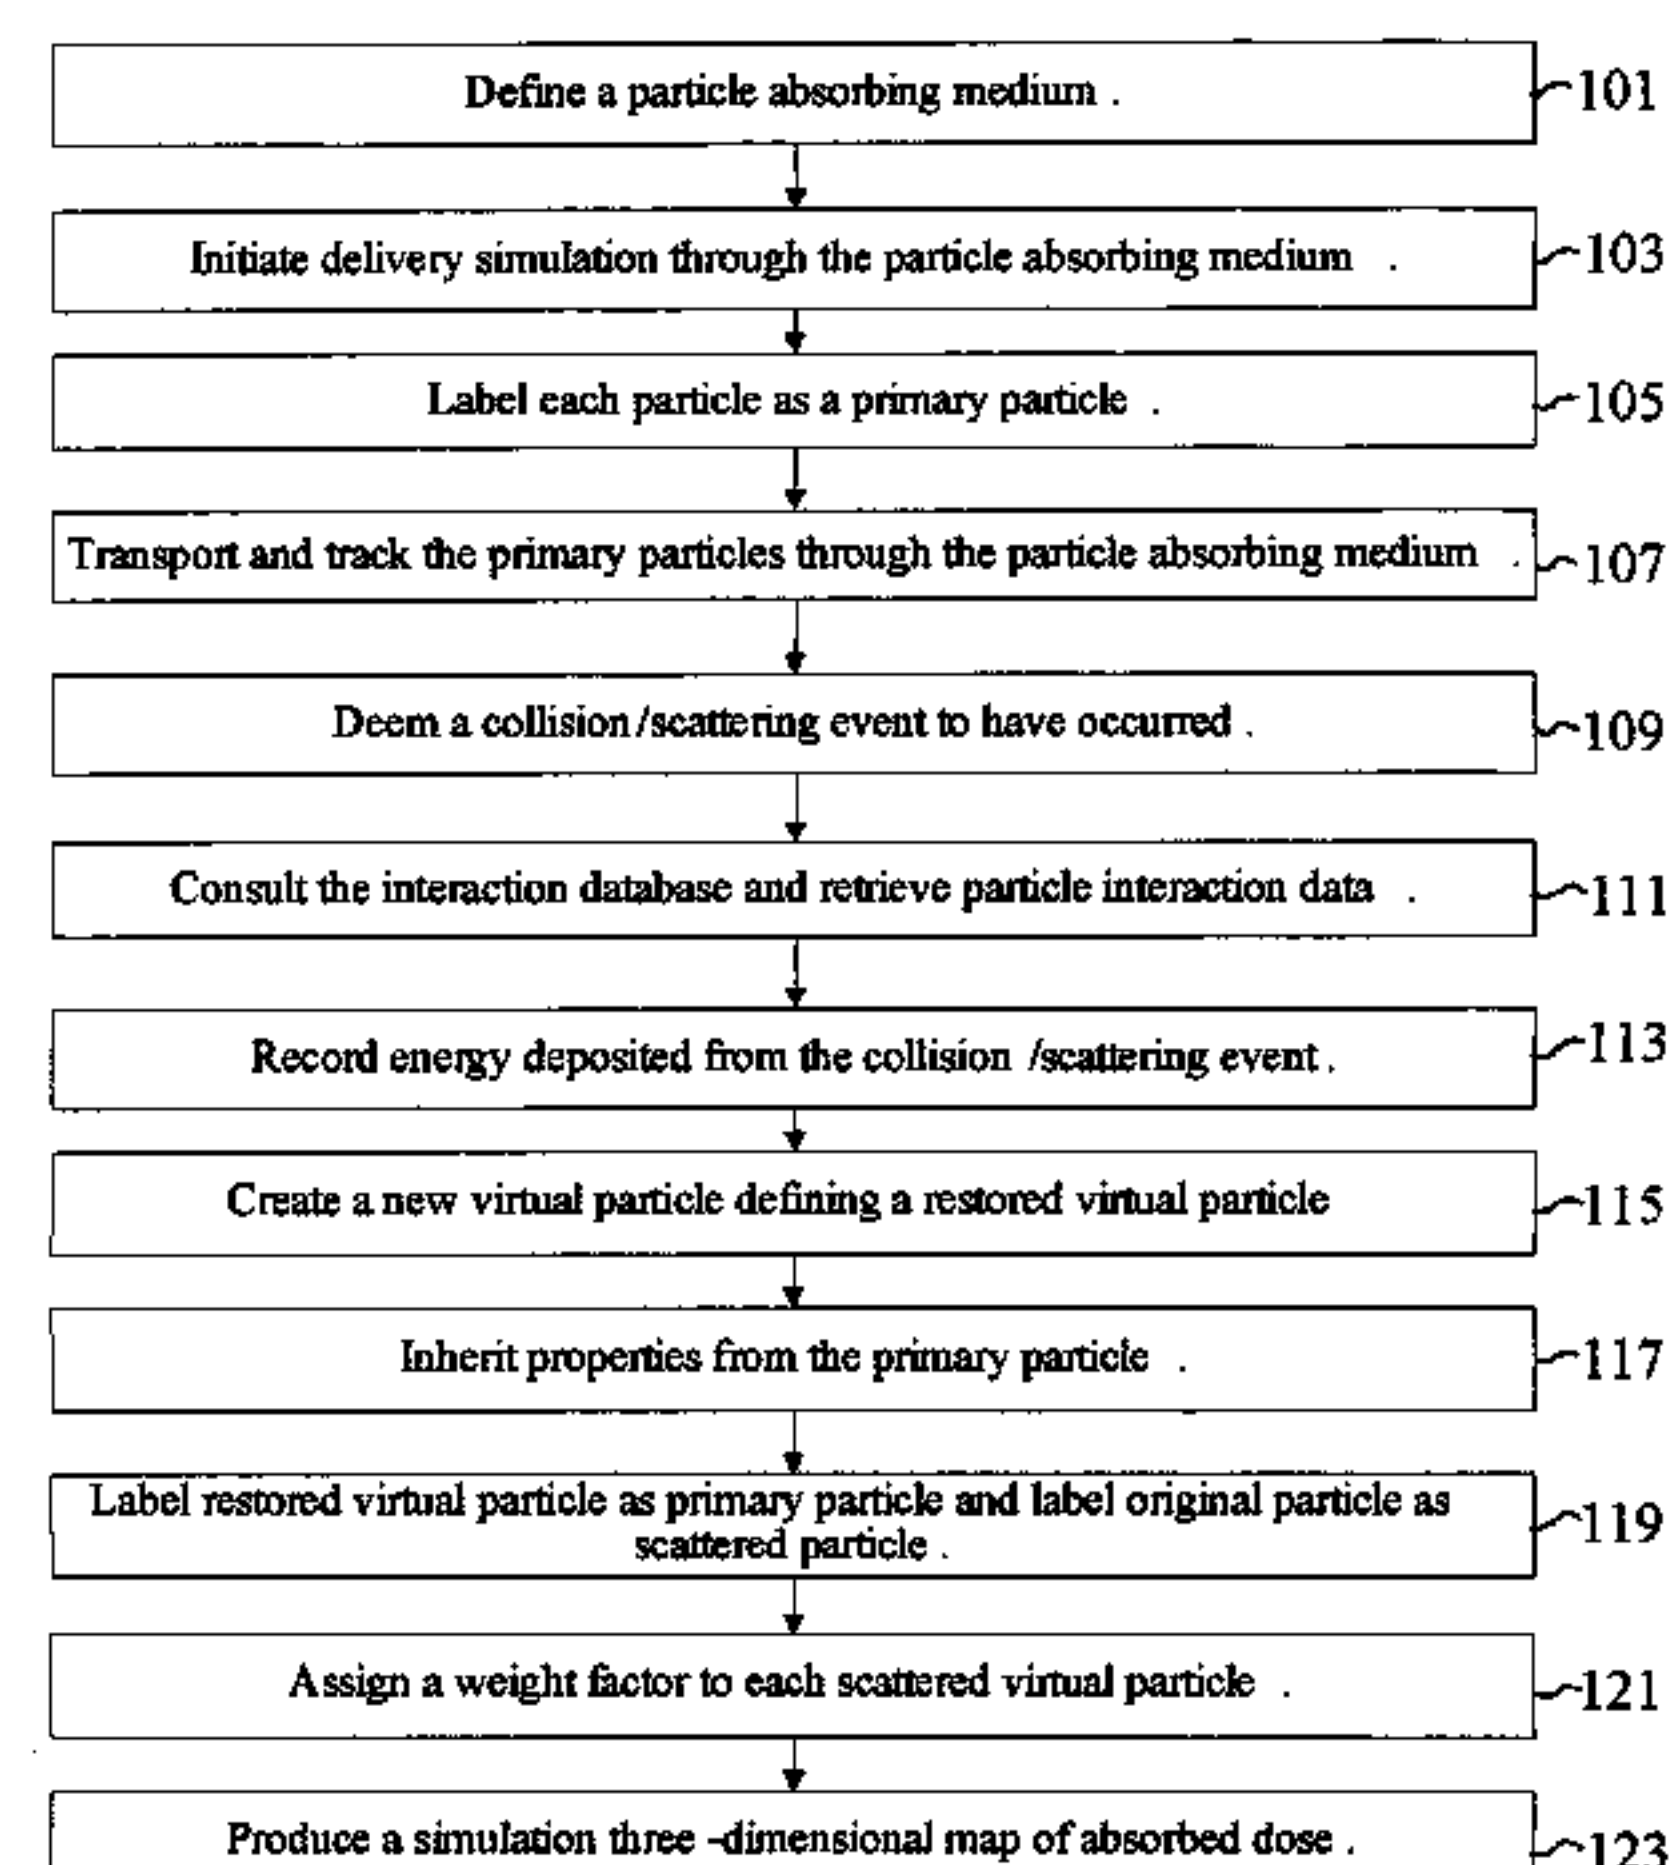 Define a particle absorbing medium .
101
Initiate delivery simulation through the particle absorbing medium .
103
Label each particle as a primary particle .
105
Transport and track the primary particles through the particle absorbing medium .
107
Deem a collision/scattering event to have occurred .
109
Consult the interaction database and retrieve particle interaction data .
111
Record energy deposited from the collision /scattering event .
113
Create a new virtual particle defining a restored virtual particle
115
Inherit properties from the primary particle .
117
Label restored virtual particle as primary particle and label original particle as
scattered particle .
119
Assign a weight factor to each scattered virtual particle .
121
Produce a simulation three -dimensional map of absorbed dose .
123